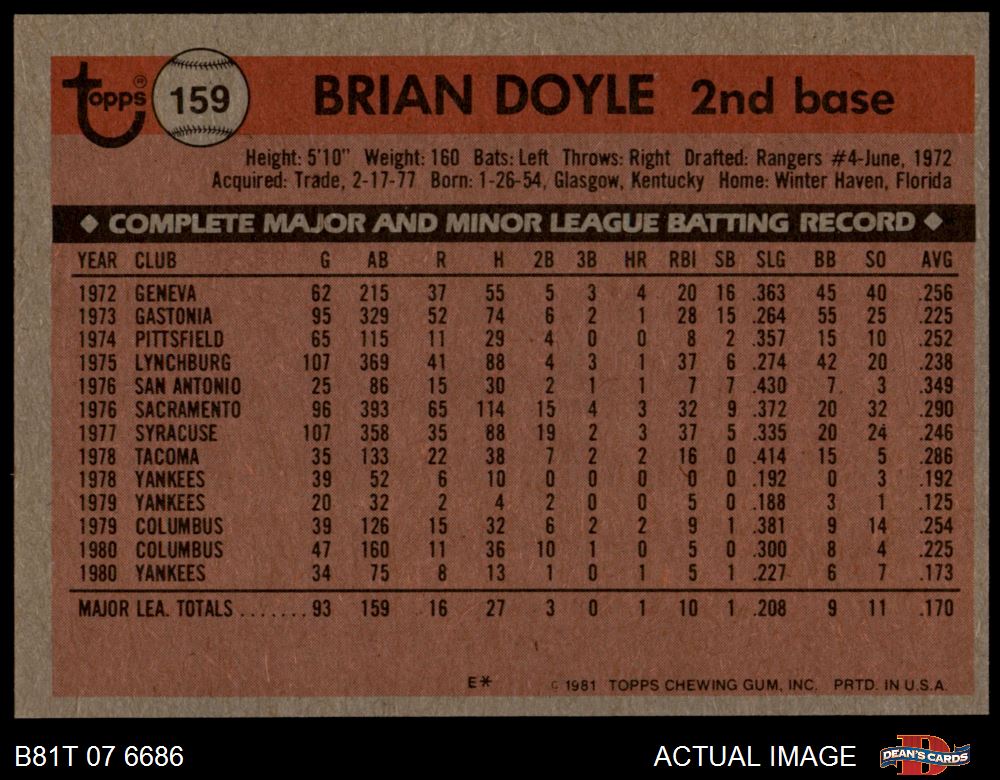 topps® 159 BRIAN DOYLE 2nd base
Height: 5'10" Weight: 160 Bats: Left Throws: Right Drafted: Rangers #4-June, 1972
Acquired: Trade, 2-17-77 Born: 1-26-54, Glasgow, Kentucky Home: Winter Haven, Florida
◆ COMPLETE MAJOR AND MINOR LEAGUE BATTING RECORD ◆
YEAR CLUB G AB R H 2B 3B HR RBI SB SLG BB SO AVG
1972 GENEVA 62 215 37 55 5 3 4 20 16 .363 45 40 .256
1973 GASTONIA 95 329 52 74 6 2 1 28 15 .264 55 25 .225
1974 PITTSFIELD 65 115 11 29 4 0 0 8 2 .357 15 10 .252
1975 LYNCHBURG 107 369 41 88 4 3 1 37 6 .274 42 20 .238
1976 SAN ANTONIO 25 86 15 30 2 1 1 7 7 .430 7 3 .349
1976 SACRAMENTO 96 393 65 114 15 4 3 32 9 .372 20 32 .290
1977 SYRACUSE 107 358 35 88 19 2 3 37 5 .335 20 24 .246
1978 TACOMA 35 133 22 38 7 2 2 16 0 .414 15 5 .286
1978 YANKEES 39 52 6 10 0 0 0 0 0 .192 0 3 .192
1979 YANKEES 20 32 2 4 2 0 0 5 0 .188 3 1 .125
1979 COLUMBUS 39 126 15 32 6 2 2 9 1 .381 9 14 .254
1980 COLUMBUS 47 160 11 36 10 1 0 5 0 .300 8 4 .225
1980 YANKEES 34 75 8 13 1 0 1 5 1 .227 6 7 .173
MAJOR LEA. TOTALS ....... 93 159 16 27 3 0 1 10 1 .208 9 11 .170
E* © 1981 TOPPS CHEWING GUM, INC. PRTD. IN U.S.A.
B81T 07 6686 ACTUAL IMAGE DEAN'S CARDS